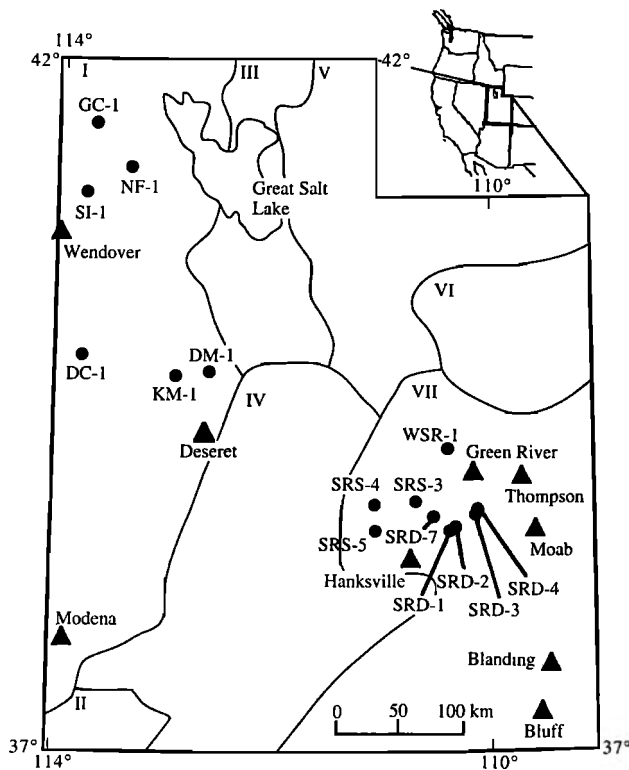 114°
42°
42°
I
III
V
GC-1
NF-1
SI-1
Great Salt
Lake
110°
Wendover
VI
DC-1
DM-1
KM-1
IV
VII
Deseret
WSR-1
Green River
SRS-4
SRS-3
Thompson
SRS-5
SRD-7
Moab
Hanksville
SRD-2
SRD-4
SRD-1
SRD-3
Modena
Blanding
II
0 50 100 km
Bluff
37°
37°
114°
110°